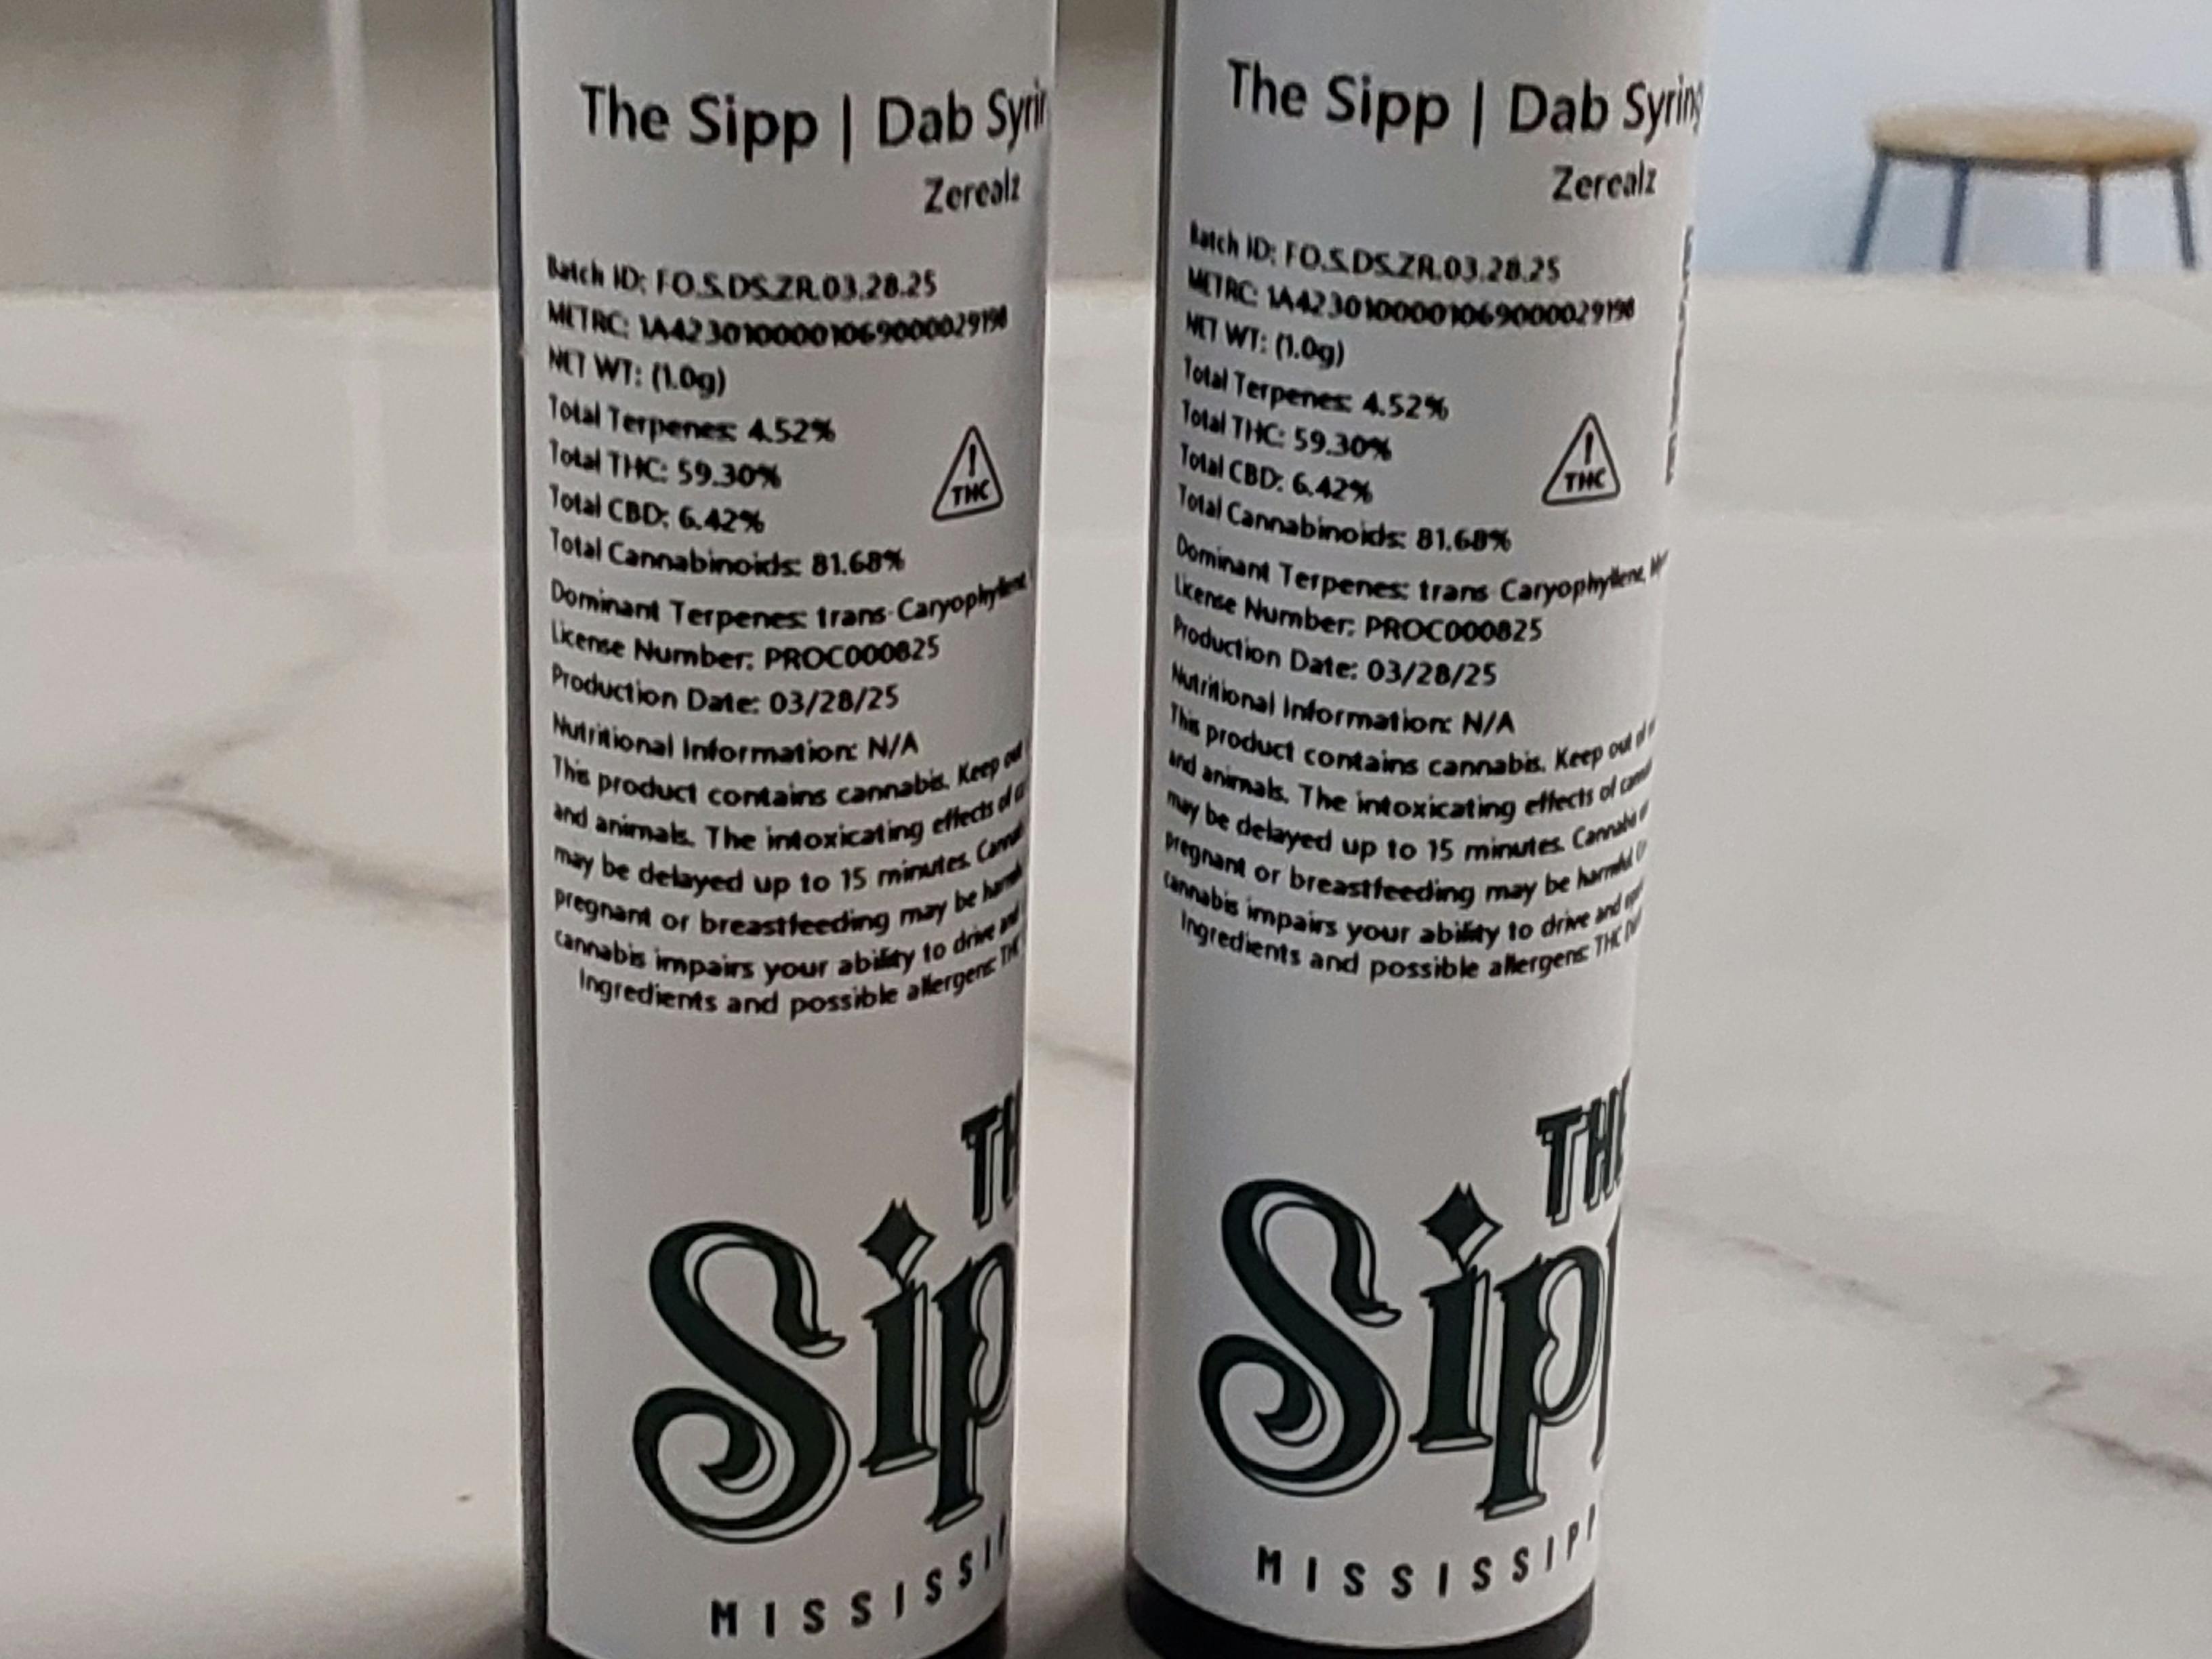 The Sipp | Dab
Zerealz
Batch ID: FO.S.DS.ZR.03.28.25
METRC: 1A4230100001069000029198
NET WT: (1.0g)
Total Terpenes: 4.52%
Total THC: 59.30%
Total CBD: 6.42%
Total Cannabinoids: 81.68%
THC
Dominant Terpenes: trans-Caryophyllene,
License Number: PROC000825
Production Date: 03/28/25
Nutritional Information: N/A
This product contains cannabis. Keep out
and animals. The intoxicating effects of
may be delayed up to 15 minutes.
pregnant or breastfeeding may be
cannabis impairs your ability to drive and
Ingredients and possible allergens: THC
THE
Sip
MISSISSIP
The Sipp | Dab Syring
Zerealz
Batch ID: FO.S.DS.ZR.03.28.25
METRC: 1A4230100001069000029198
NET WT: (1.0g)
Total Terpenes: 4.52%
Total THC: 59.30%
Total CBD: 6.42%
Total Cannabinoids: 81.68%
THC
Dominant Terpenes: trans-Caryophyllene,
License Number: PROC000825
Production Date: 03/28/25
Nutritional Information: N/A
This product contains cannabis. Keep out of
and animals. The intoxicating effects of
may be delayed up to 15 minutes. Cannabis
pregnant or breastfeeding may be harmful.
cannabis impairs your ability to drive and
Ingredients and possible allergens: THC
THE
Sipp
MISSISSIPP